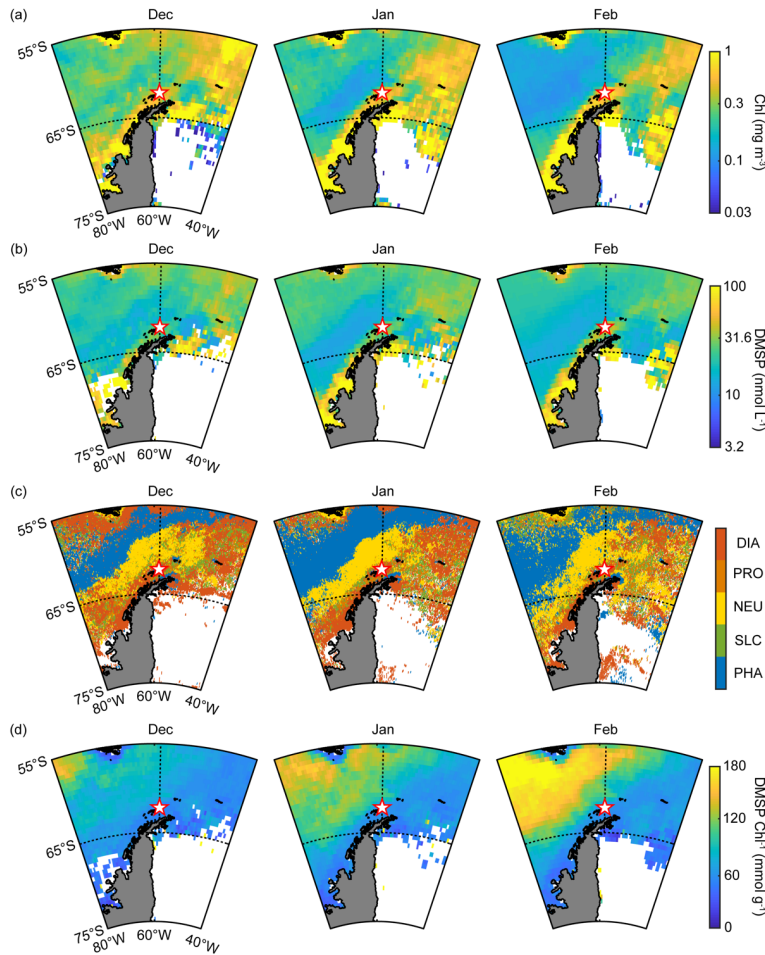 (a)
Dec
Jan
Feb
55°S
65°S
75°S
80°W
60°W
40°W
1
0.3
0.1
0.03
Chl (mg m⁻³)
(b)
Dec
Jan
Feb
55°S
65°S
75°S
80°W
60°W
40°W
100
31.6
10
3.2
DMSP (nmol L⁻¹)
(c)
Dec
Jan
Feb
55°S
65°S
75°S
80°W
60°W
40°W
DIA
PRO
NEU
SLC
PHA
(d)
Dec
Jan
Feb
55°S
65°S
75°S
80°W
60°W
40°W
180
120
60
0
DMSP Chl⁻¹ (mmol g⁻¹)